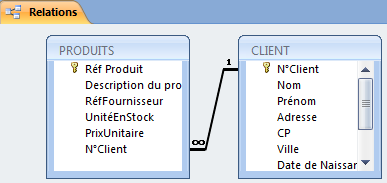 Relations
PRODUITS
Réf Produit
Description du pro
RéfFournisseur
UnitéEnStock
PrixUnitaire
N°Client
1
∞
CLIENT
N°Client
Nom
Prénom
Adresse
CP
Ville
Date de Naissar